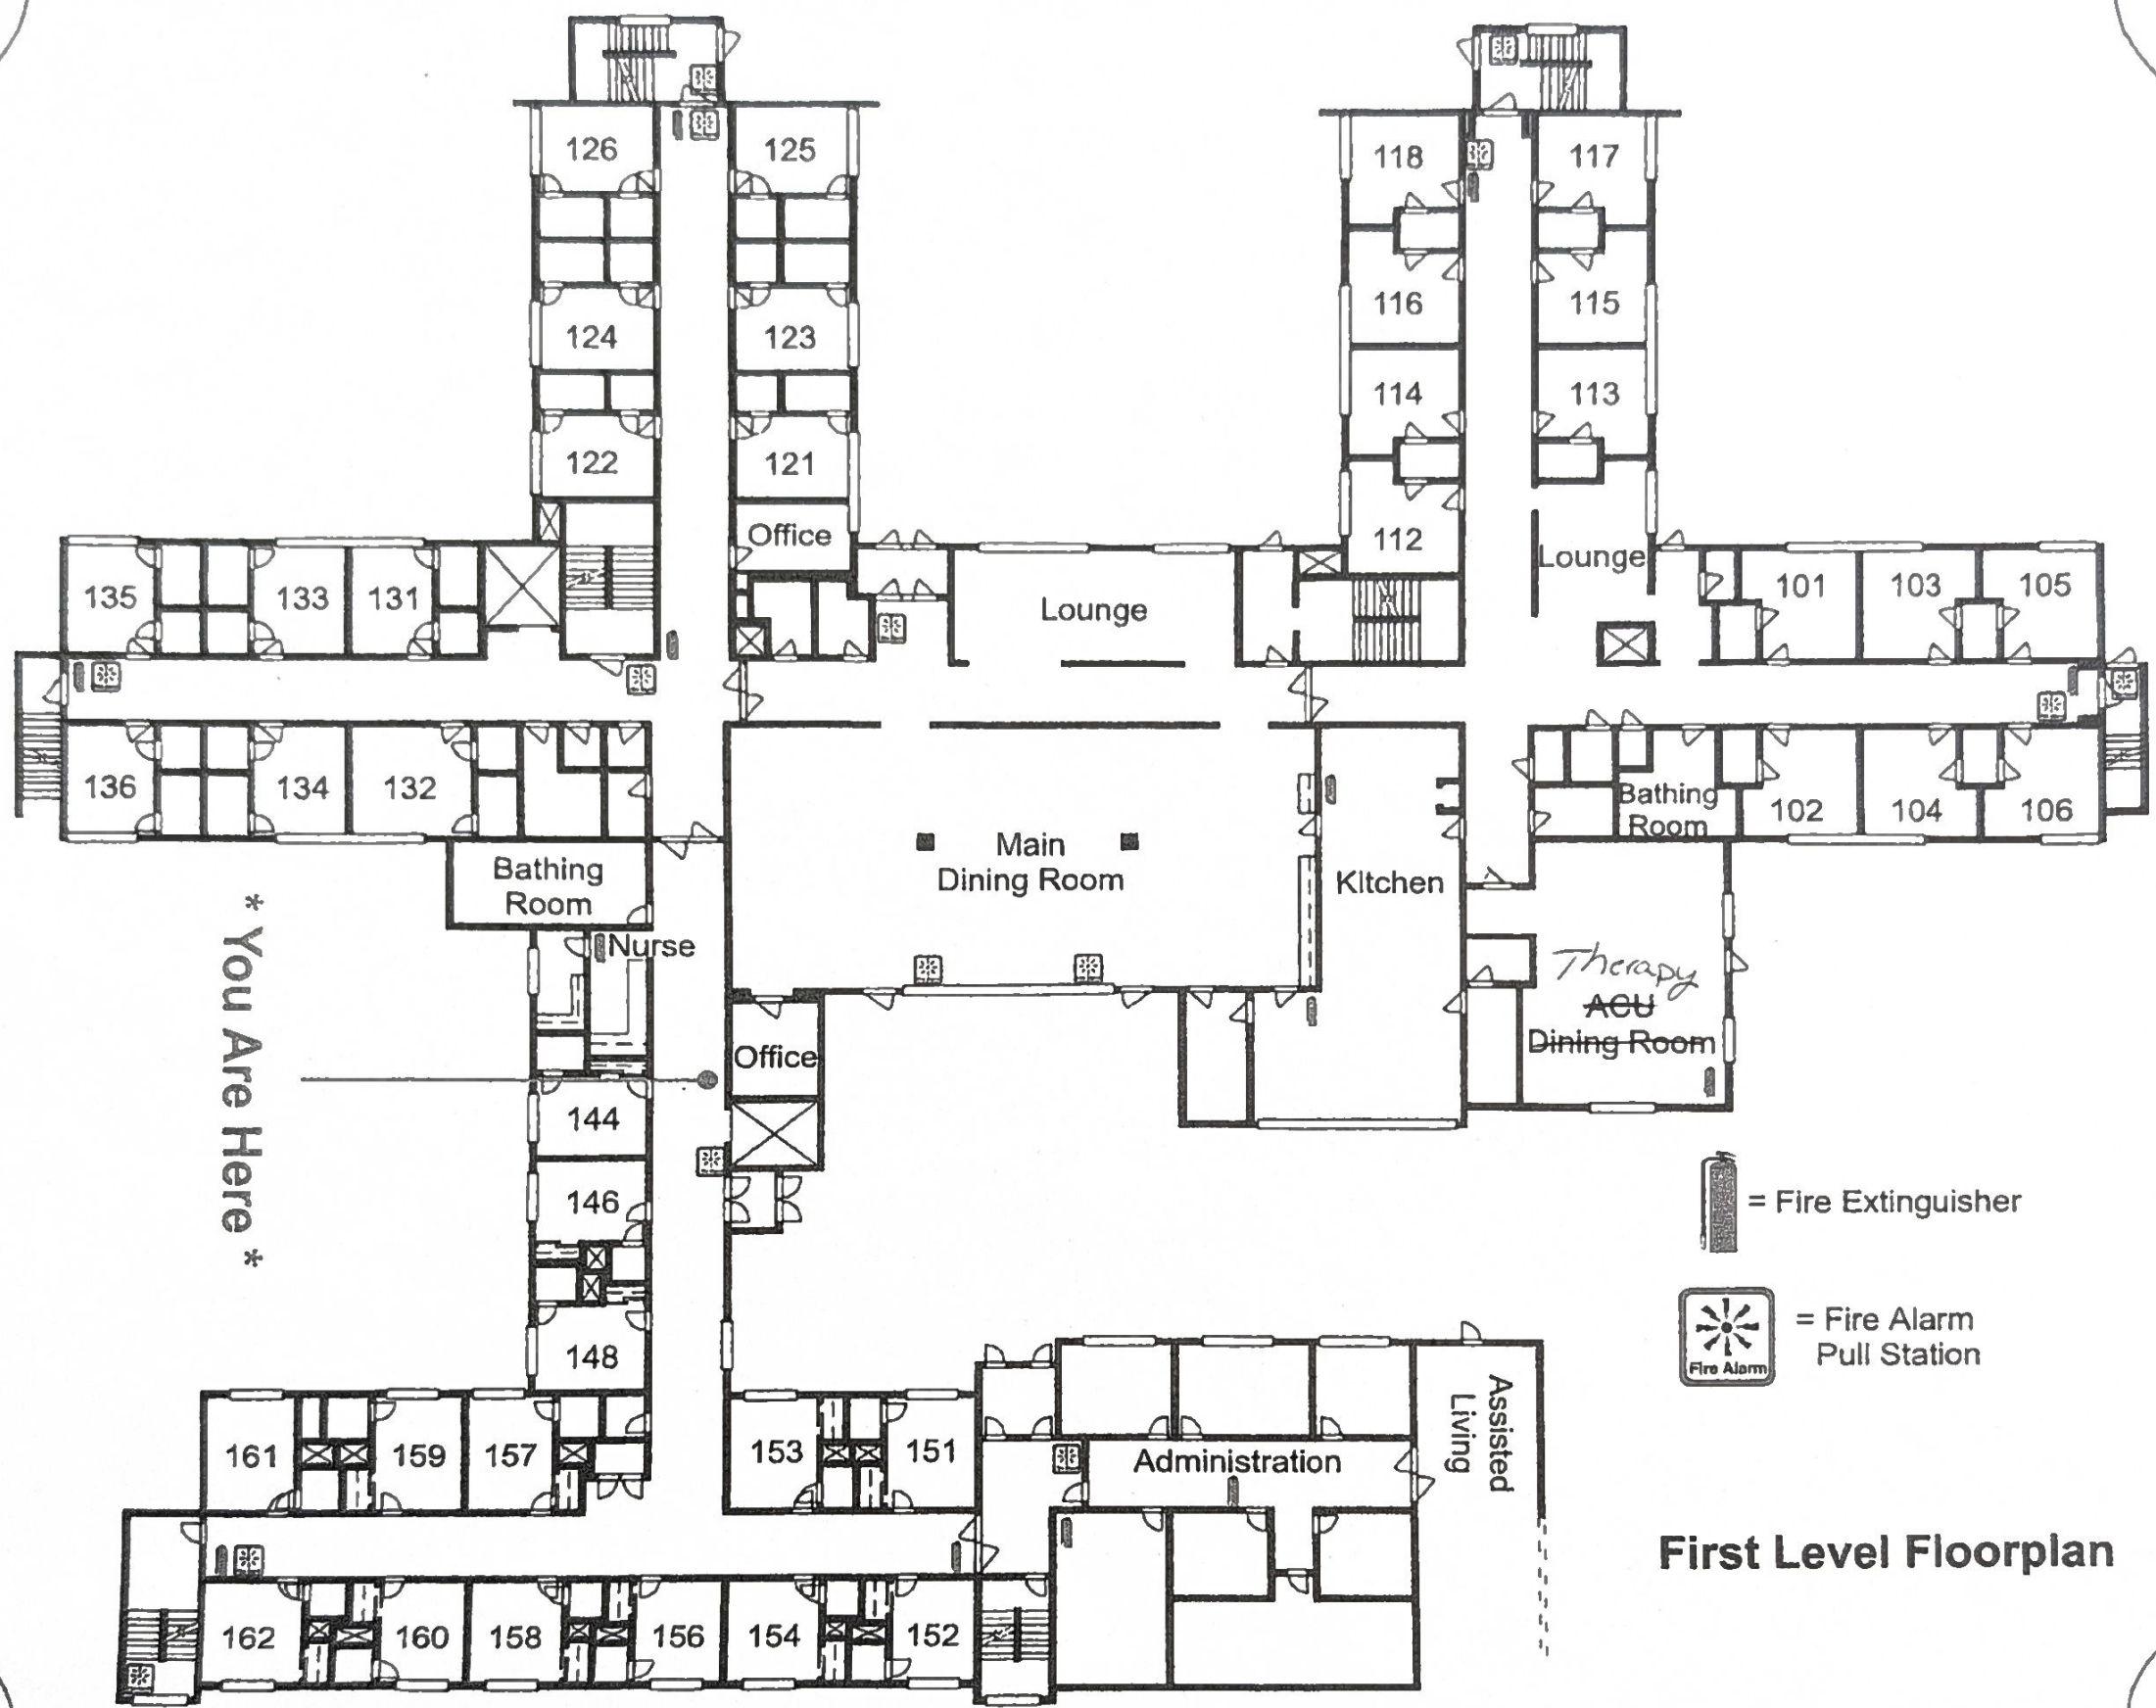 126
125
118
117
124
123
116
115
114
113
122
121
Office
112
Lounge
135
133
131
Lounge
101
103
105
136
134
132
Main
Dining Room
Kitchen
Bathing
Room
102
104
106
Bathing
Room
Nurse
* You Are Here *
Therapy
ACU
Dining Room
Office
144
146
148
= Fire Extinguisher
Fire Alarm
= Fire Alarm
Pull Station
161
159
157
153
151
Administration
Assisted
Living
First Level Floorplan
162
160
158
156
154
152